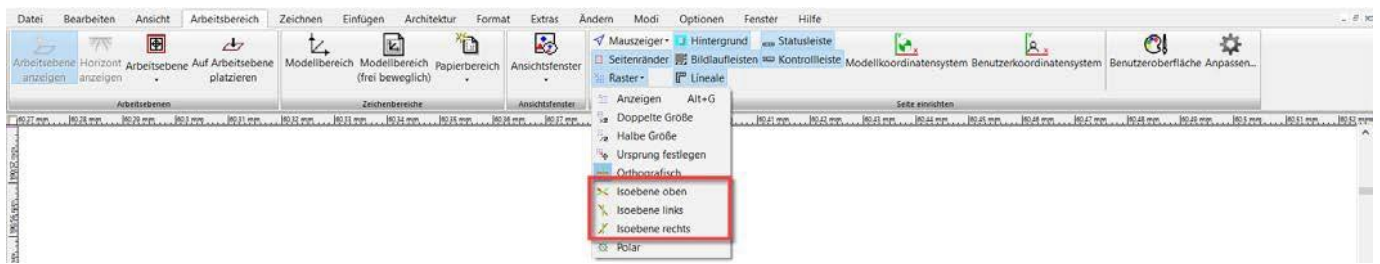 Datei Bearbeiten Ansicht Arbeitsbereich Zeichnen Einfügen Architektur Format Extras Ändern Modi Optionen Fenster Hilfe
Arbeitsebene anzeigen
Horizont anzeigen
Arbeitsebene
Auf Arbeitsebene platzieren
Modellbereich
Modellbereich (frei beweglich)
Papierbereich
Ansichtsfenster
Mauszeiger Hintergrund Statusleiste
Seitenränder Bildlaufleisten Kontrollleiste
Raster Lineale
Modellkoordinatensystem Benutzerkoordinatensystem Benutzeroberfläche Anpassen...
Arbeitsebenen Zeichenbereiche Ansichtsfenster Seite einrichten
Anzeigen Alt+G
Doppelte Größe
Halbe Größe
Ursprung festlegen
Orthografisch
Isoebene oben
Isoebene links
Isoebene rechts
Polar